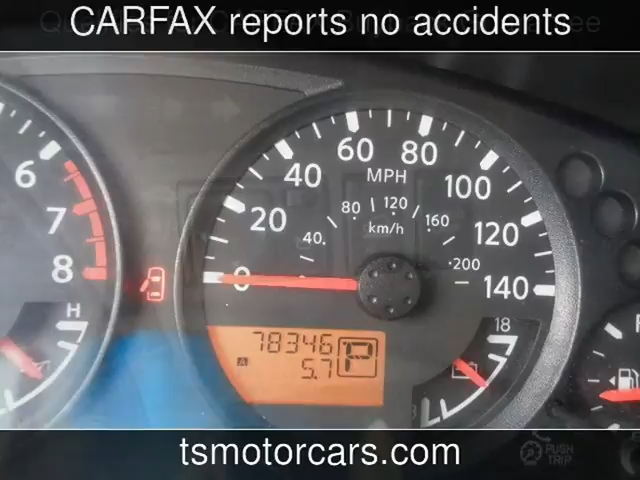 CARFAX reports no accidents
6
7
8
H
0
20
40
60
80
100
120
140
MPH
40
80
120
160
200
km/h
78346
A
5.7
P
18
8
PUSH
TRIP
tsmotorcars.com